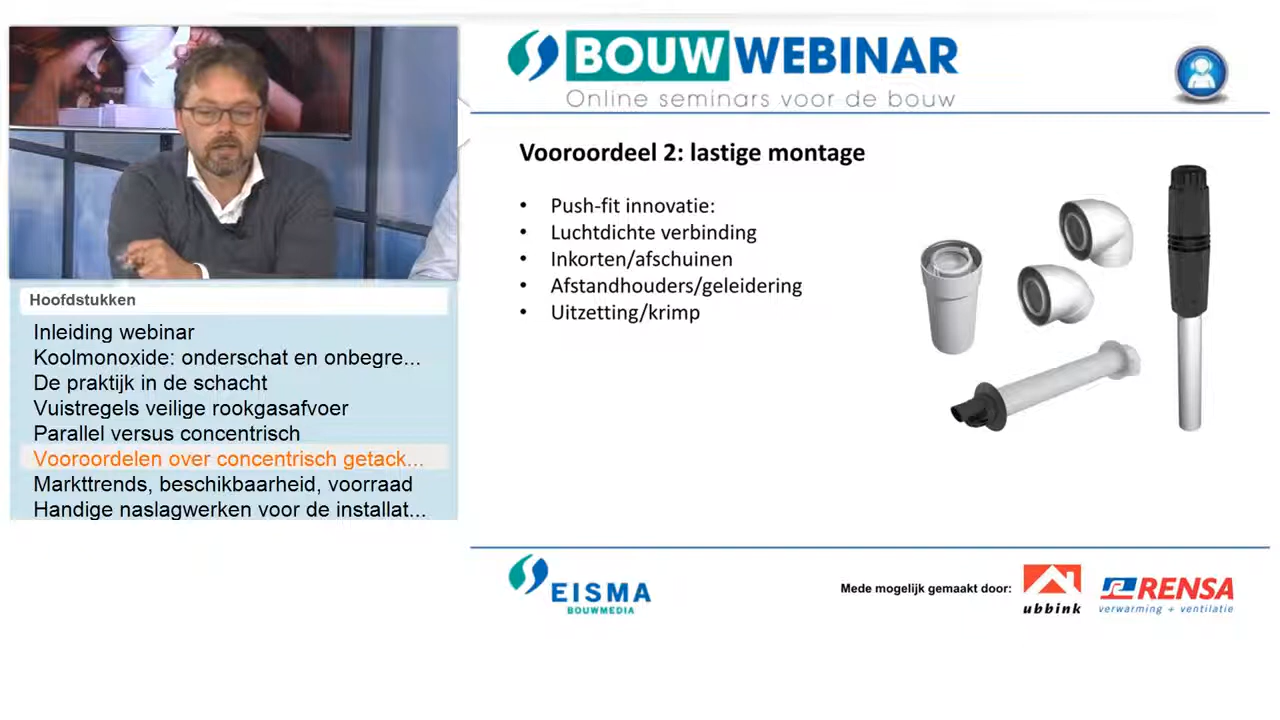 BOUW WEBINAR
Online seminars voor de bouw
Vooroordeel 2: lastige montage
• Push-fit innovatie:
• Luchtdichte verbinding
• Inkorten/afschuinen
• Afstandhouders/geleidering
• Uitzetting/krimp
Hoofdstukken
Inleiding webinar
Koolmonoxide: onderschat en onbegre...
De praktijk in de schacht
Vuistregels veilige rookgasafvoer
Parallel versus concentrisch
Vooroordelen over concentrisch getack...
Markttrends, beschikbaarheid, voorraad
Handige naslagwerken voor de installat...
EISMA
BOUWMEDIA
Mede mogelijk gemaakt door:
ubbink
RENSA
verwarming + ventilatie